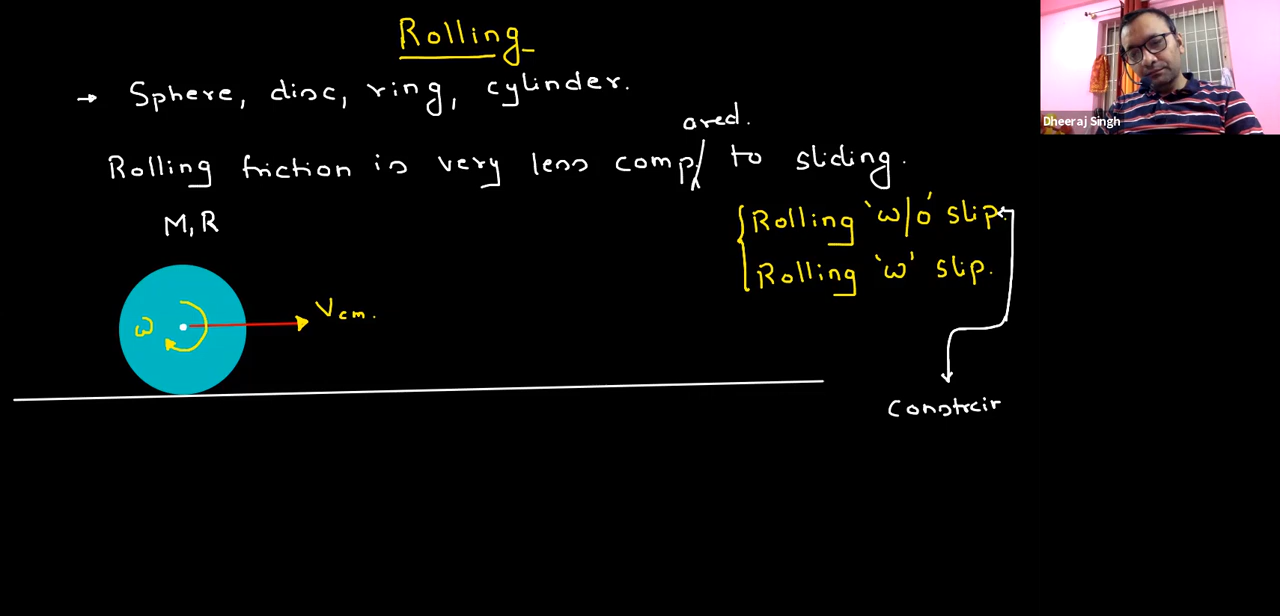 Rolling
→ Sphere, disc, ring, cylinder.
ared.
Rolling friction is very less comp/ to sliding.
M, R
Rolling 'w/o' slip.
Rolling 'w' slip.
ω
Vcm.
Constrair
Dheeraj Singh